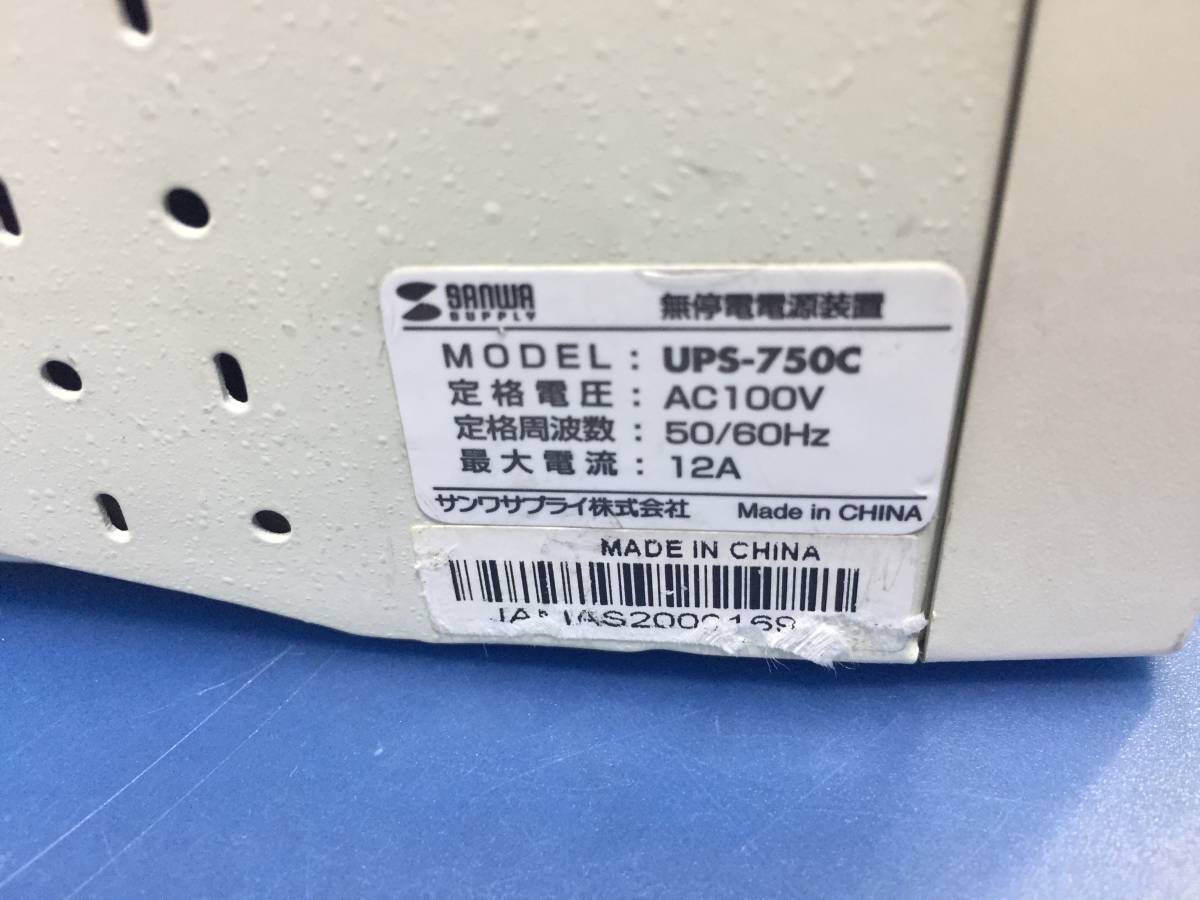 SANWA SUPPLY 無停電電源装置
MODEL : UPS-750C
定格電圧 : AC100V
定格周波数 : 50/60Hz
最大電流 : 12A
サンワサプライ株式会社 Made in CHINA
MADE IN CHINA